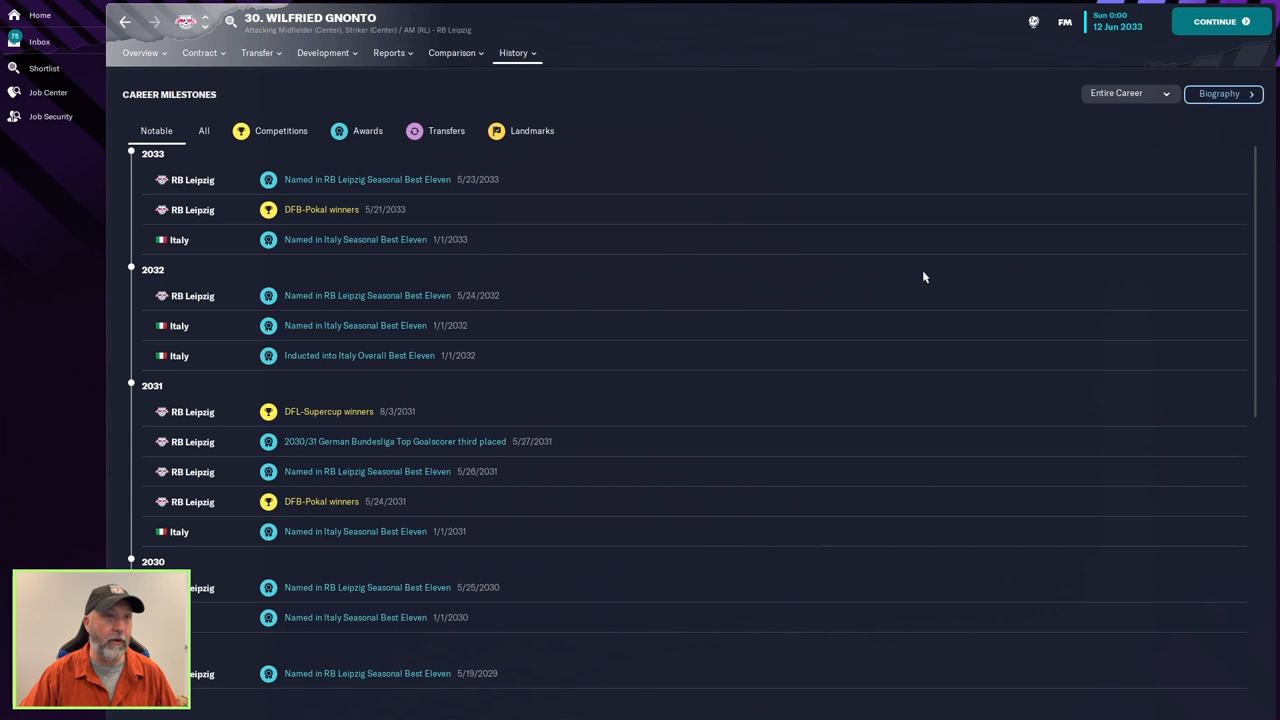 Home
30. WILFRIED GNONTO
Attacking Midfielder (Center), Striker (Center) / AM (RL) - RB Leipzig
FM
Sun 0:00
12 Jun 2033
CONTINUE
75
Inbox
Shortlist
Job Center
Job Security
Overview
Contract
Transfer
Development
Reports
Comparison
History
CAREER MILESTONES
Entire Career
Biography
Notable All Competitions Awards Transfers Landmarks
2033
RB Leipzig Named in RB Leipzig Seasonal Best Eleven 5/23/2033
RB Leipzig DFB-Pokal winners 5/21/2033
Italy Named in Italy Seasonal Best Eleven 1/1/2033
2032
RB Leipzig Named in RB Leipzig Seasonal Best Eleven 5/24/2032
Italy Named in Italy Seasonal Best Eleven 1/1/2032
Italy Inducted into Italy Overall Best Eleven 1/1/2032
2031
RB Leipzig DFL-Supercup winners 8/3/2031
RB Leipzig 2030/31 German Bundesliga Top Goalscorer third placed 5/27/2031
RB Leipzig Named in RB Leipzig Seasonal Best Eleven 5/26/2031
RB Leipzig DFB-Pokal winners 5/24/2031
Italy Named in Italy Seasonal Best Eleven 1/1/2031
2030
eipzig Named in RB Leipzig Seasonal Best Eleven 5/25/2030
Named in Italy Seasonal Best Eleven 1/1/2030
eipzig Named in RB Leipzig Seasonal Best Eleven 5/19/2029